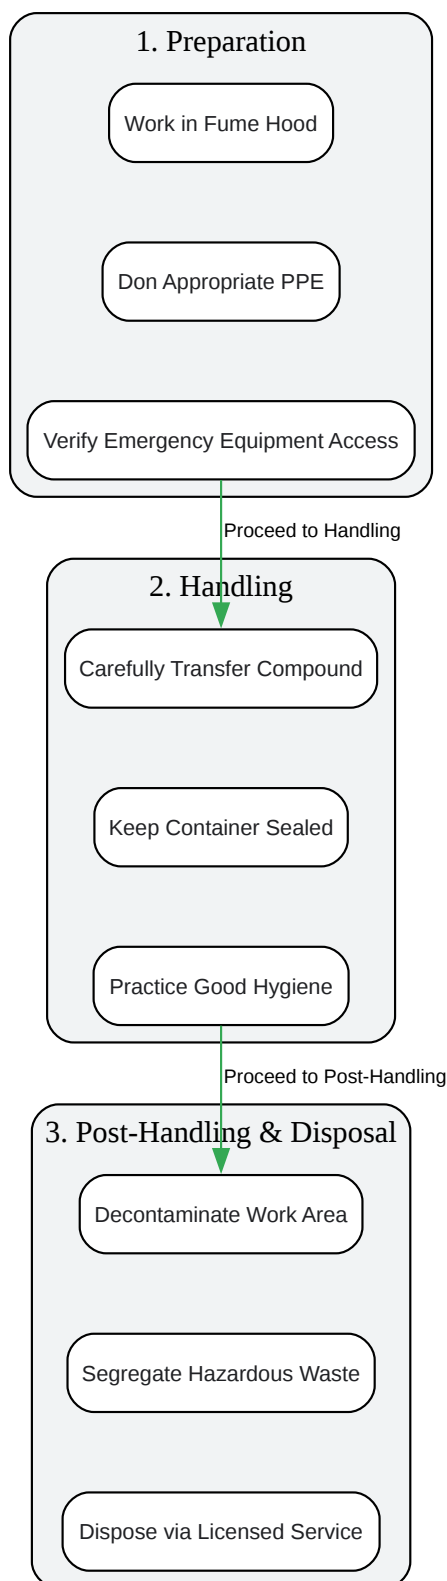 1. Preparation
Work in Fume Hood
Don Appropriate PPE
Verify Emergency Equipment Access
Proceed to Handling
2. Handling
Carefully Transfer Compound
Keep Container Sealed
Practice Good Hygiene
Proceed to Post-Handling
3. Post-Handling & Disposal
Decontaminate Work Area
Segregate Hazardous Waste
Dispose via Licensed Service